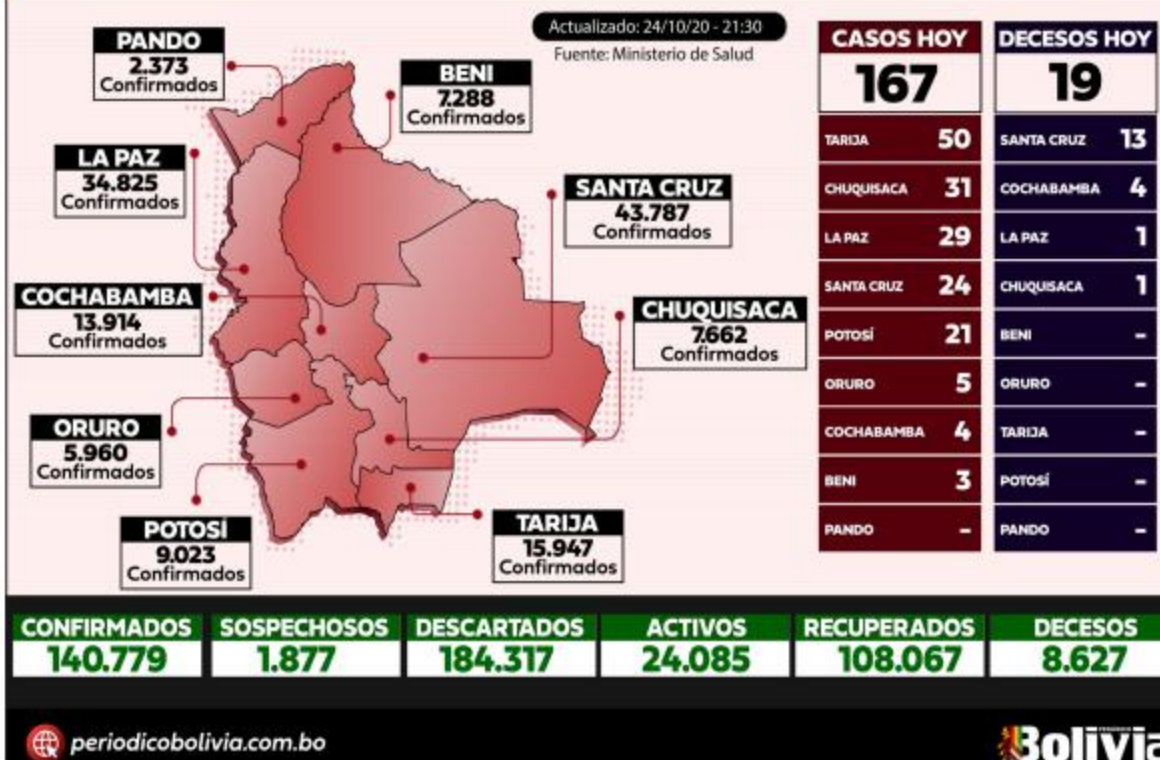 Actualizado: 24/10/20 - 21:30
Fuente: Ministerio de Salud
PANDO
2.373
Confirmados
BENI
7.288
Confirmados
LA PAZ
34.825
Confirmados
SANTA CRUZ
43.787
Confirmados
COCHABAMBA
13.914
Confirmados
CHUQUISACA
7.662
Confirmados
ORURO
5.960
Confirmados
POTOSÍ
9.023
Confirmados
TARIJA
15.947
Confirmados
CASOS HOY
167
TARIJA 50
CHUQUISACA 31
LA PAZ 29
SANTA CRUZ 24
POTOSÍ 21
ORURO 5
COCHABAMBA 4
BENI 3
PANDO -
DECESOS HOY
19
SANTA CRUZ 13
COCHABAMBA 4
LA PAZ 1
CHUQUISACA 1
BENI -
ORURO -
TARIJA -
POTOSÍ -
PANDO -
CONFIRMADOS
140.779
SOSPECHOSOS
1.877
DESCARTADOS
184.317
ACTIVOS
24.085
RECUPERADOS
108.067
DECESOS
8.627
periodicobolivia.com.bo
Bolivia